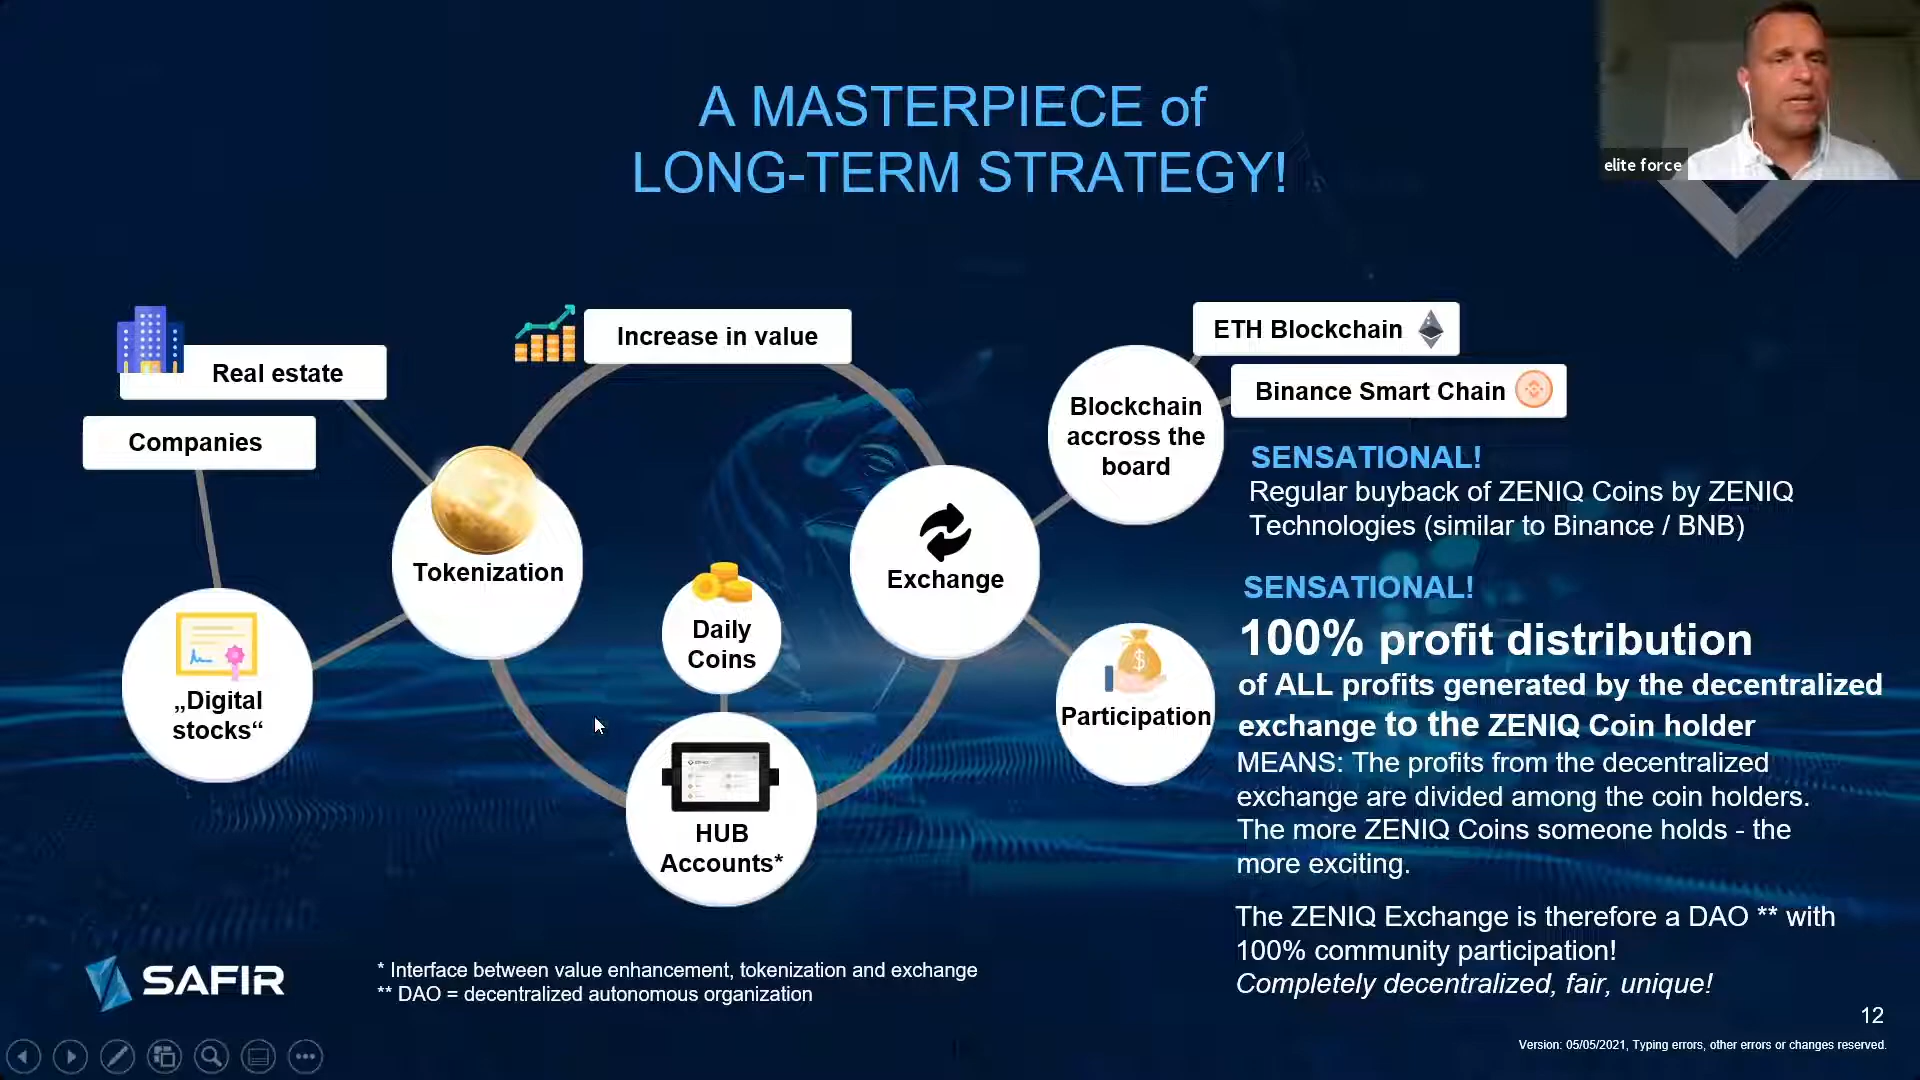 A MASTERPIECE of
LONG-TERM STRATEGY!
elite force
Real estate
Companies
Increase in value
ETH Blockchain
Binance Smart Chain
Blockchain
accross the
board
Tokenization
Exchange
Daily
Coins
„Digital
stocks“
Participation
HUB
Accounts*
SENSATIONAL!
Regular buyback of ZENIQ Coins by ZENIQ
Technologies (similar to Binance / BNB)
SENSATIONAL!
100% profit distribution
of ALL profits generated by the decentralized
exchange to the ZENIQ Coin holder
MEANS: The profits from the decentralized
exchange are divided among the coin holders.
The more ZENIQ Coins someone holds - the
more exciting.
The ZENIQ Exchange is therefore a DAO ** with
100% community participation!
Completely decentralized, fair, unique!
SAFIR
* Interface between value enhancement, tokenization and exchange
** DAO = decentralized autonomous organization
12
Version: 05/05/2021, Typing errors, other errors or changes reserved.